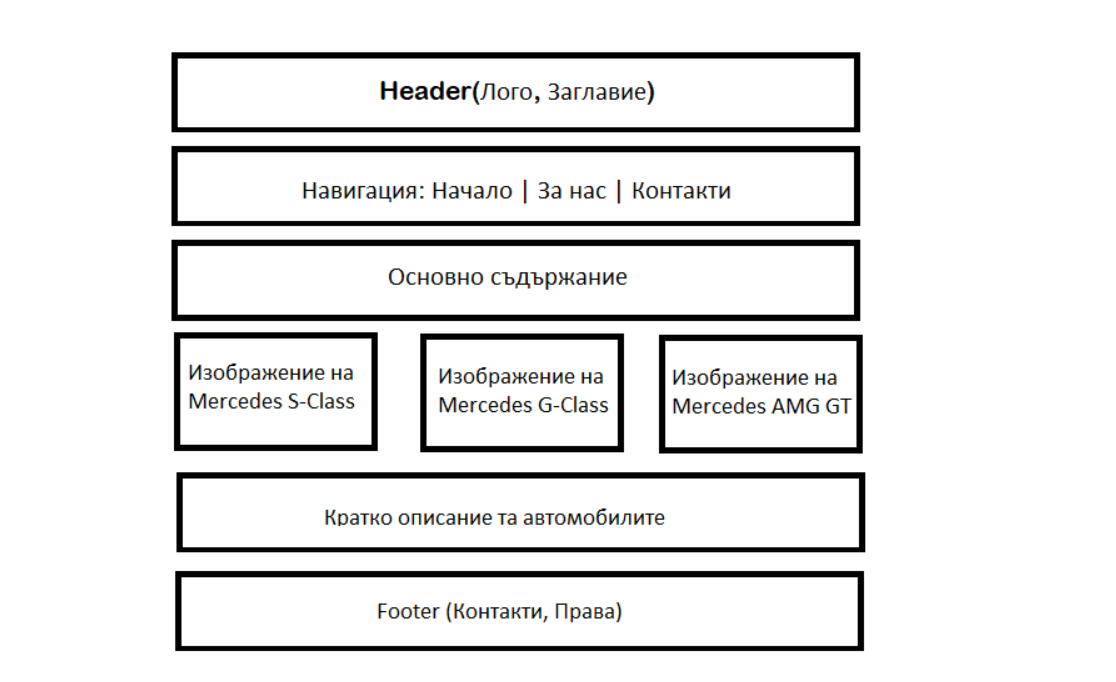 Header(Лого, Заглавие)
Навигация: Начало | За нас | Контакти
Основно съдържание
Изображение на
Mercedes S-Class
Изображение на
Mercedes G-Class
Изображение на
Mercedes AMG GT
Кратко описание та автомобилите
Footer (Контакти, Права)